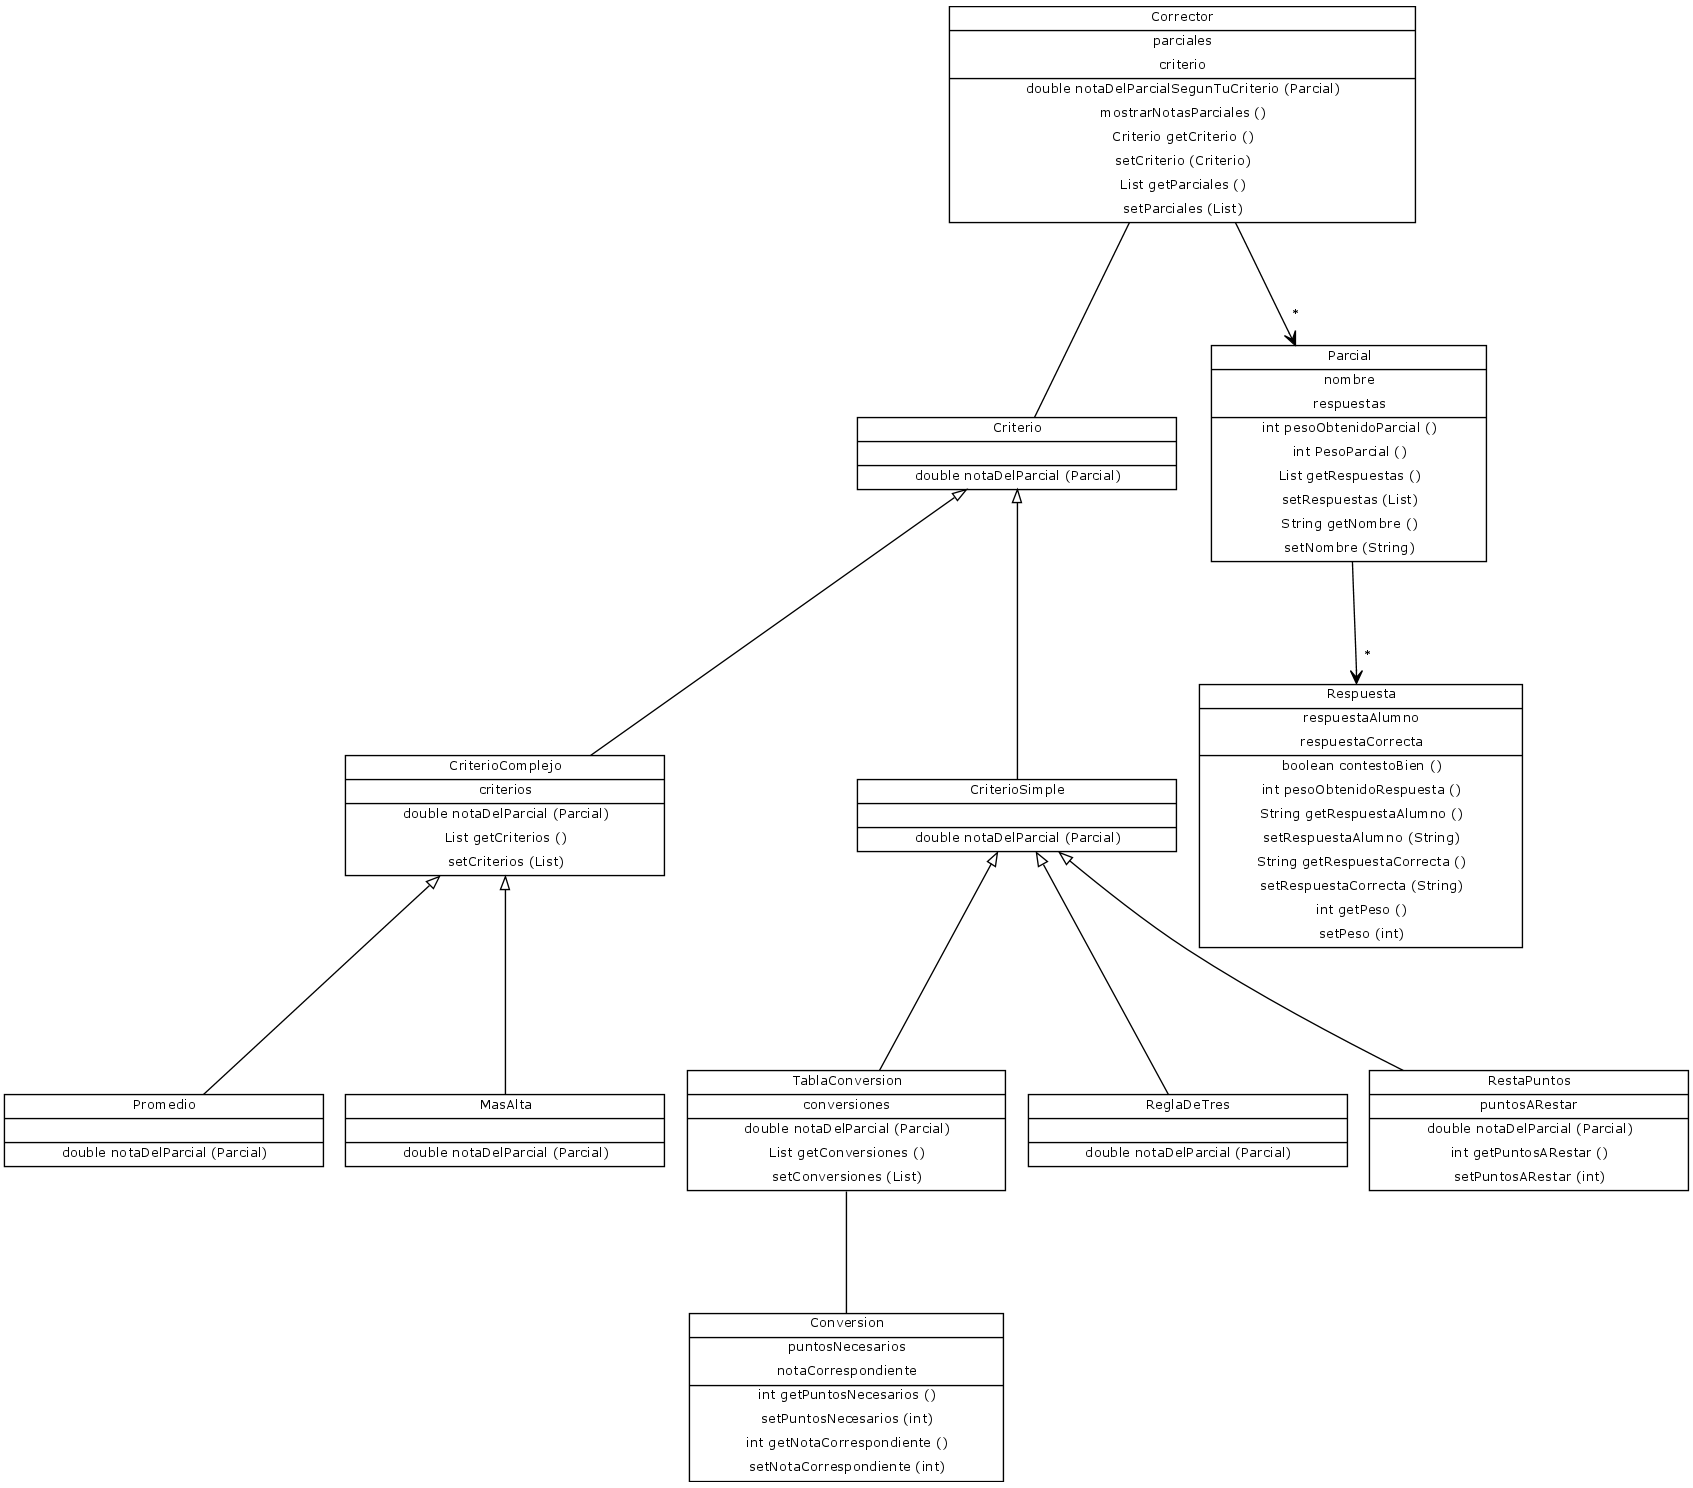 Corrector
parciales
criterio
double notaDelParcialSegunTuCriterio (Parcial)
mostrarNotasParciales ()
Criterio getCriterio ()
setCriterio (Criterio)
List getParciales ()
setParciales (List)
*
Parcial
nombre
respuestas
int pesoObtenidoParcial ()
int PesoParcial ()
List getRespuestas ()
setRespuestas (List)
String getNombre ()
setNombre (String)
Criterio
double notaDelParcial (Parcial)
*
Respuesta
respuestaAlumno
respuestaCorrecta
boolean contestoBien ()
int pesoObtenidoRespuesta ()
String getRespuestaAlumno ()
setRespuestaAlumno (String)
String getRespuestaCorrecta ()
setRespuestaCorrecta (String)
int getPeso ()
setPeso (int)
CriterioComplejo
criterios
double notaDelParcial (Parcial)
List getCriterios ()
setCriterios (List)
CriterioSimple
double notaDelParcial (Parcial)
Promedio
double notaDelParcial (Parcial)
MasAlta
double notaDelParcial (Parcial)
TablaConversion
conversiones
double notaDelParcial (Parcial)
List getConversiones ()
setConversiones (List)
ReglaDeTres
double notaDelParcial (Parcial)
RestaPuntos
puntosARestar
double notaDelParcial (Parcial)
int getPuntosARestar ()
setPuntosARestar (int)
Conversion
puntosNecesarios
notaCorrespondiente
int getPuntosNecesarios ()
setPuntosNecesarios (int)
int getNotaCorrespondiente ()
setNotaCorrespondiente (int)